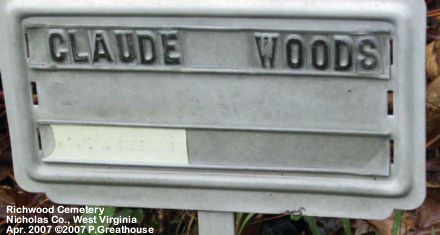 CLAUDE WOODS
Richwood Cemetery
Nicholas Co., West Virginia
Apr. 2007 ©2007 P.Greathouse